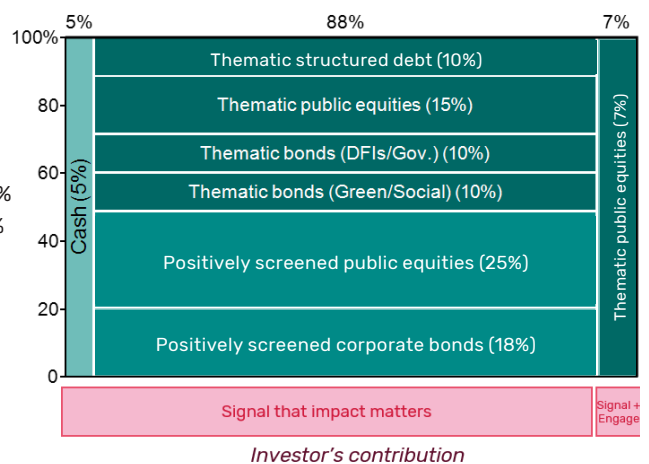 5% 88% 7%
100%
80
60
40
20
0
%
%
Cash (5%)
Thematic structured debt (10%)
Thematic public equities (15%)
Thematic bonds (DFIs/Gov.) (10%)
Thematic bonds (Green/Social) (10%)
Positively screened public equities (25%)
Positively screened corporate bonds (18%)
Thematic public equities (7%)
Signal that impact matters
Signal +
Engage
Investor's contribution